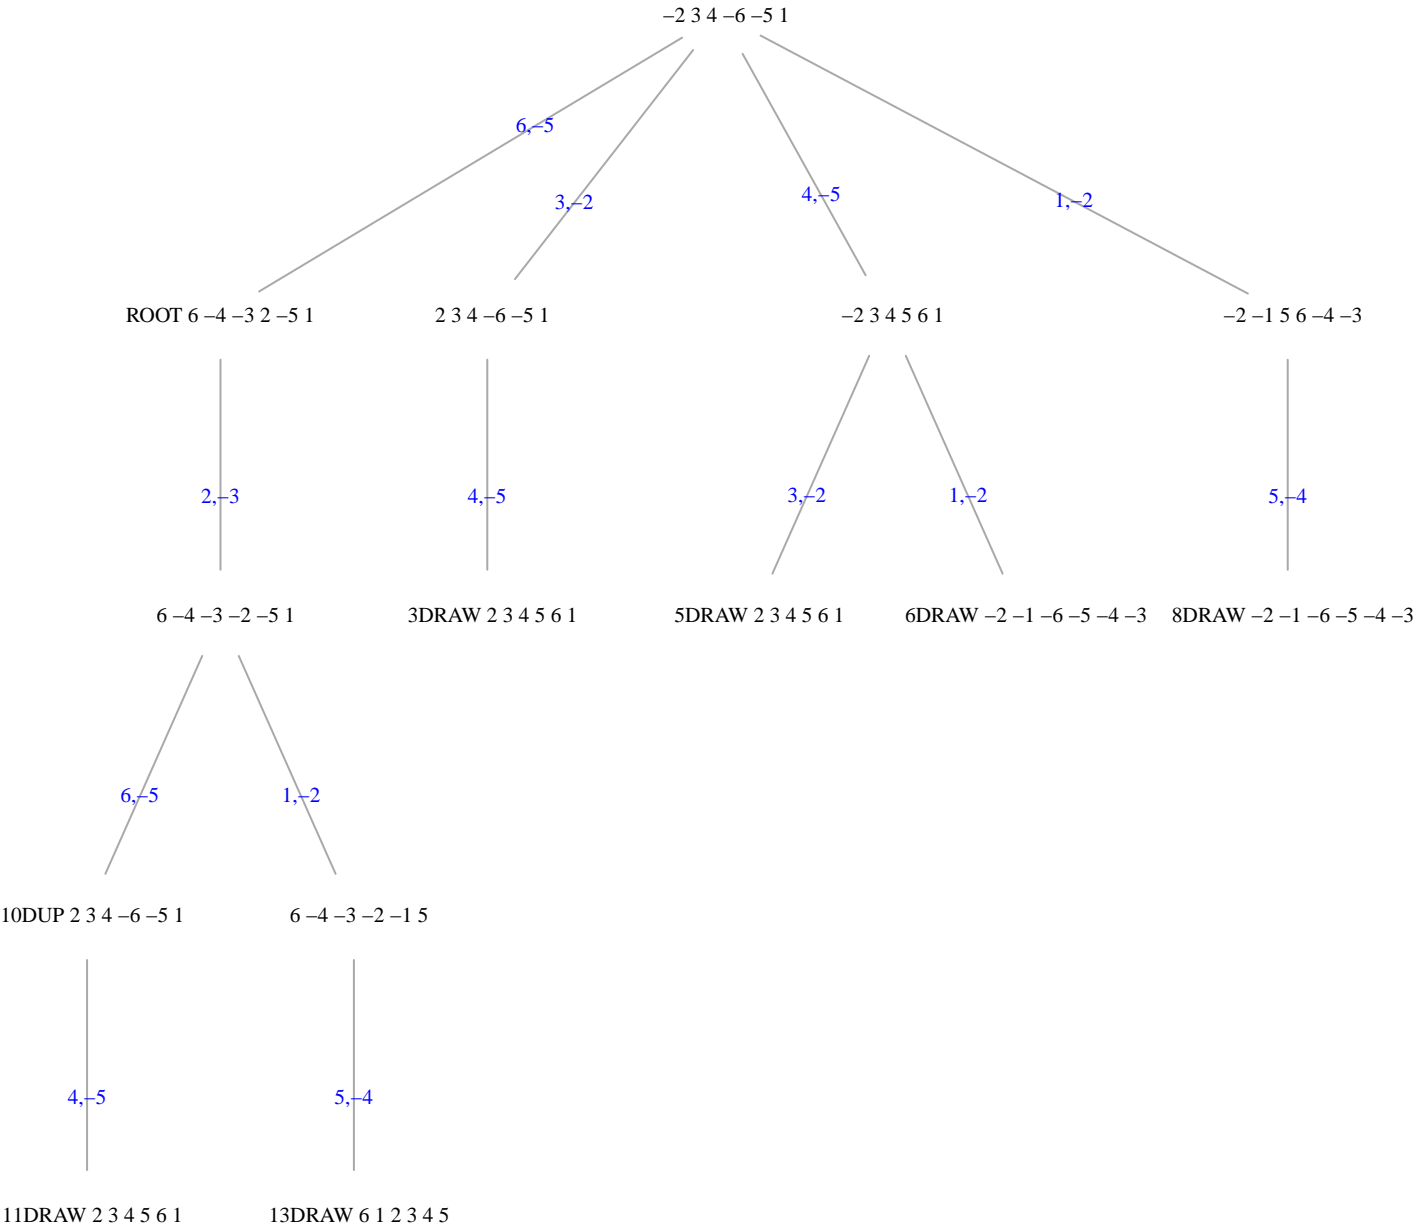 –2 3 4 –6 –5 1
6,–5
3,–2
4,–5
1,–2
ROOT 6 –4 –3 2 –5 1
2 3 4 –6 –5 1
–2 3 4 5 6 1
–2 –1 5 6 –4 –3
2,–3
4,–5
3,–2
1,–2
5,–4
6 –4 –3 –2 –5 1
3DRAW 2 3 4 5 6 1
5DRAW 2 3 4 5 6 1
6DRAW –2 –1 –6 –5 –4 –3
8DRAW –2 –1 –6 –5 –4 –3
6,–5
1,–2
10DUP 2 3 4 –6 –5 1
6 –4 –3 –2 –1 5
4,–5
5,–4
11DRAW 2 3 4 5 6 1
13DRAW 6 1 2 3 4 5